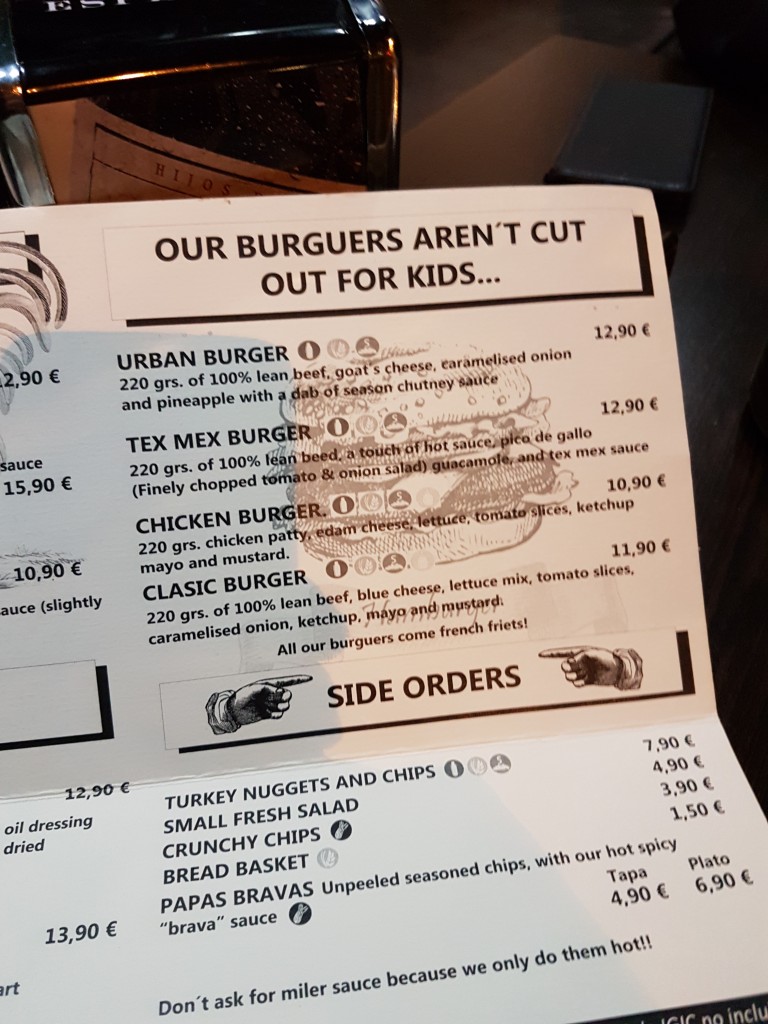 HIJOS
OUR BURGUERS AREN´T CUT
OUT FOR KIDS...
2,90 €
sauce
15,90 €
10,90 €
auce (slightly
URBAN BURGER 12,90 €
220 grs. of 100% lean beef, goat's cheese, caramelised onion
and pineapple with a dab of season chutney sauce
TEX MEX BURGER 12,90 €
220 grs. of 100% lean beed, a touch of hot sauce, pico de gallo
(Finely chopped tomato & onion salad) guacamole, and tex mex sauce
CHICKEN BURGER. 10,90 €
220 grs. chicken patty, edam cheese, lettuce, tomato slices, ketchup
mayo and mustard.
CLASIC BURGER 11,90 €
220 grs. of 100% lean beef, blue cheese, lettuce mix, tomato slices,
caramelised onion, ketchup, mayo and mustard.
All our burguers come french friets!
SIDE ORDERS
12,90 €
oil dressing
dried
13,90 €
art
TURKEY NUGGETS AND CHIPS 7,90 €
SMALL FRESH SALAD 4,90 €
CRUNCHY CHIPS 3,90 €
BREAD BASKET 1,50 €
PAPAS BRAVAS Unpeeled seasoned chips, with our hot spicy
"brava" sauce
Tapa Plato
4,90 € 6,90 €
Don´t ask for miler sauce because we only do them hot!!
IGIC no inclu